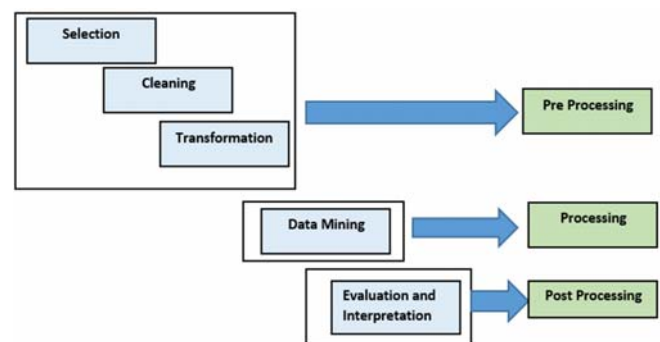 Selection
Cleaning
Transformation
Pre Processing
Data Mining
Processing
Evaluation and
Interpretation
Post Processing